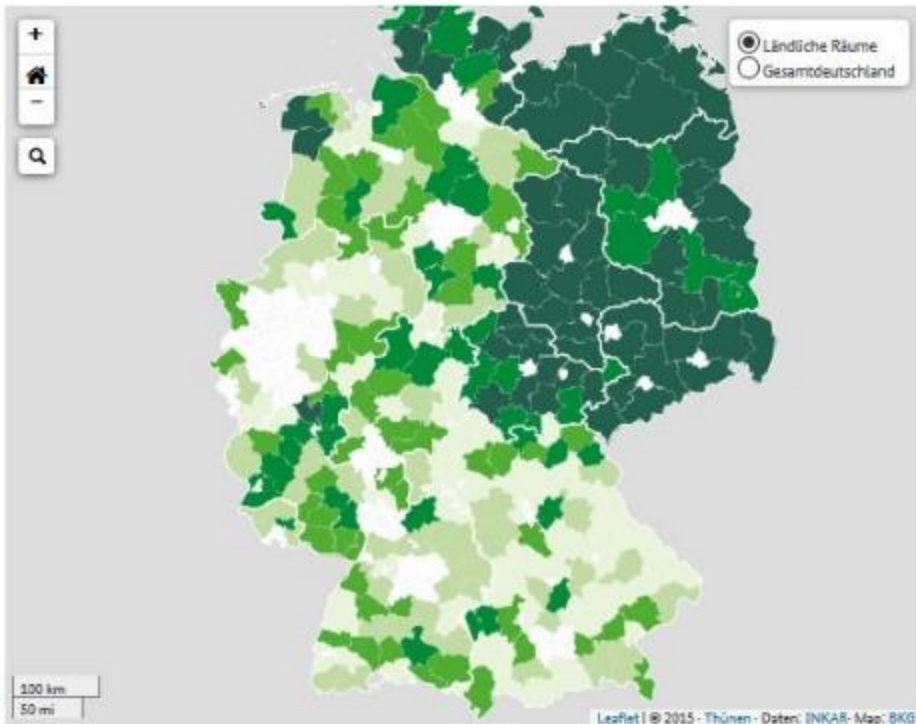 +
−
Ländliche Räume
Gesamtdeutschland
100 km
50 mi
Leaflet | © 2015 - Thünen - Daten: INKAR- Map: BKG